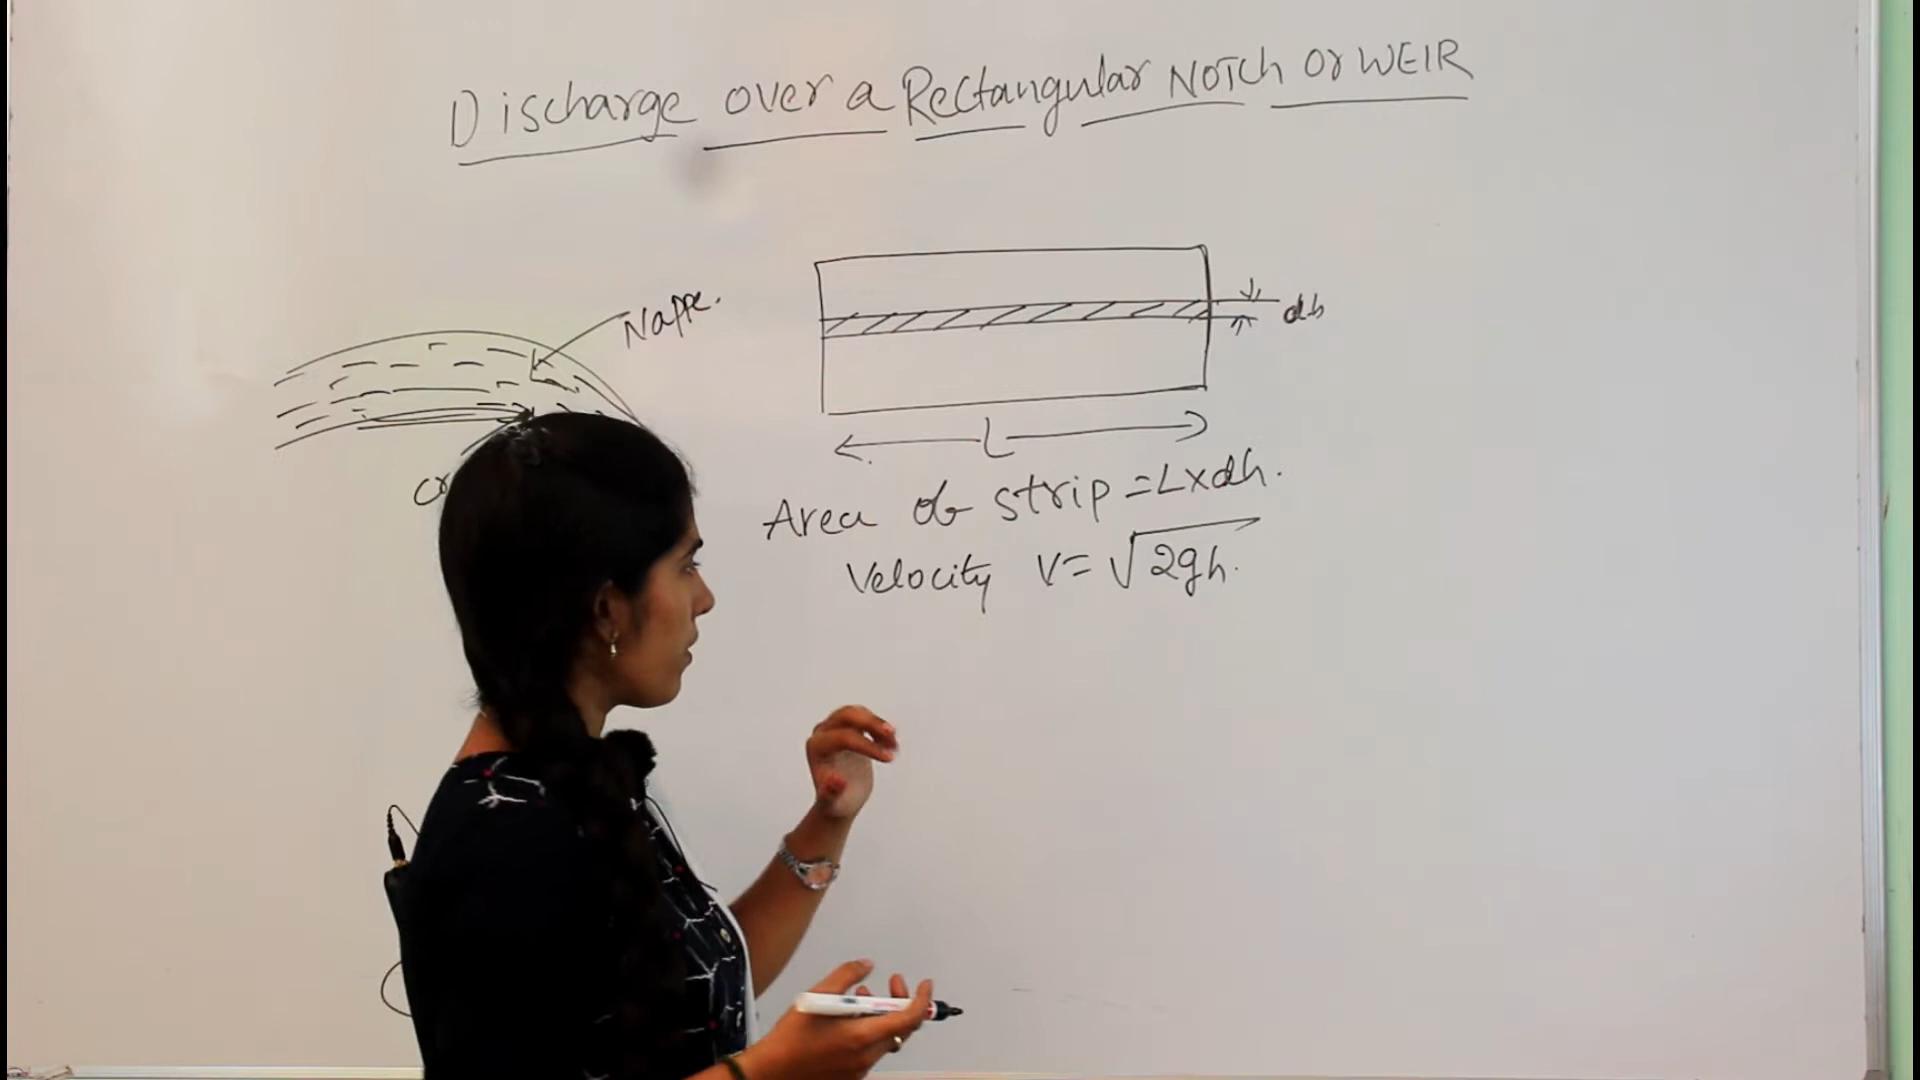 Discharge over a Rectangular NOTCH Or WEIR
Nappe.
dh
L
Area of strip = L x dh.
Velocity V = √2gh.